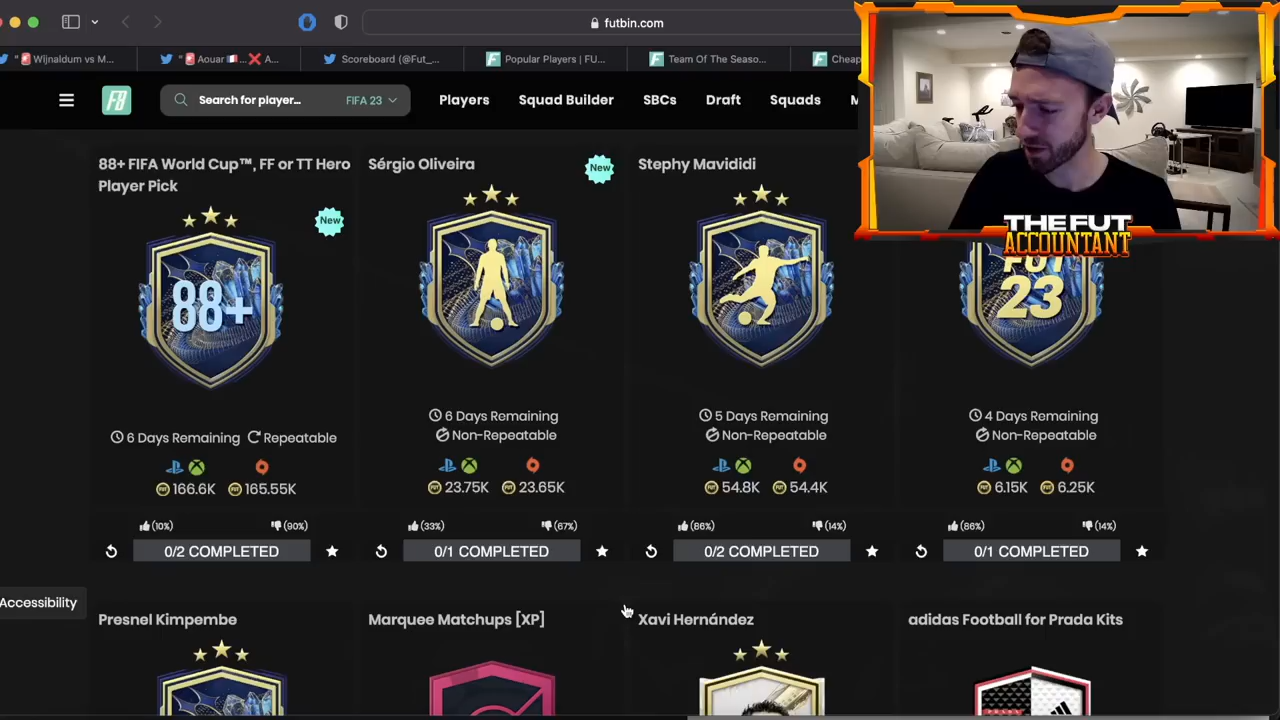 futbin.com
" Wijnaldum vs M...
" Aouar ... A...
Scoreboard (@Fut_...
Popular Players | FU...
Team Of The Seaso...
Cheap
F8
Search for player...
FIFA 23
Players
Squad Builder
SBCs
Draft
Squads
M
THE FUT
ACCOUNTANT
88+ FIFA World Cup™, FF or TT Hero
Player Pick
New
88+
6 Days Remaining
Repeatable
166.6K
165.55K
(10%)
(90%)
0/2 COMPLETED
Sérgio Oliveira
New
6 Days Remaining
Non-Repeatable
23.75K
23.65K
(33%)
(67%)
0/1 COMPLETED
Stephy Mavididi
5 Days Remaining
Non-Repeatable
54.8K
54.4K
(86%)
(14%)
0/2 COMPLETED
FUT
23
4 Days Remaining
Non-Repeatable
6.15K
6.25K
(86%)
(14%)
0/1 COMPLETED
Accessibility
Presnel Kimpembe
Marquee Matchups [XP]
Xavi Hernández
adidas Football for Prada Kits